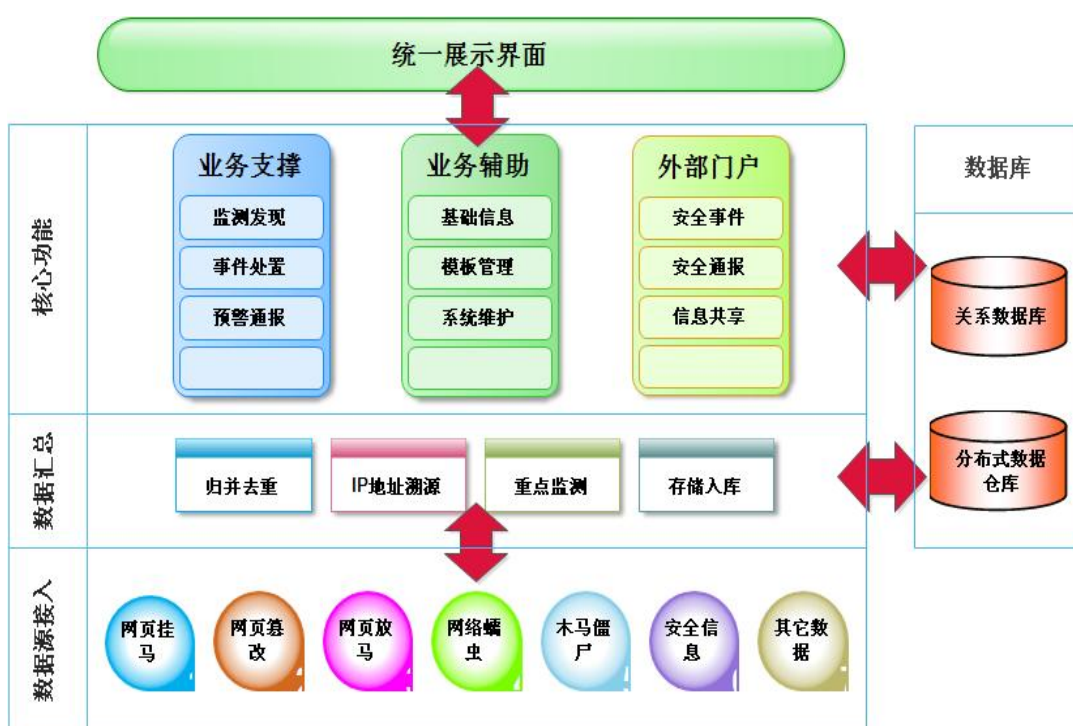 统一展示界面
核心功能
业务支撑
监测发现
事件处置
预警通报
业务辅助
基础信息
模板管理
系统维护
外部门户
安全事件
安全通报
信息共享
数据库
关系数据库
分布式数据
仓库
数据汇总
归并去重
IP地址溯源
重点监测
存储入库
数据源接入
网页挂
马
网页篡
改
网页放
马
网络蠕
虫
木马僵
尸
安全信
息
其它数
据